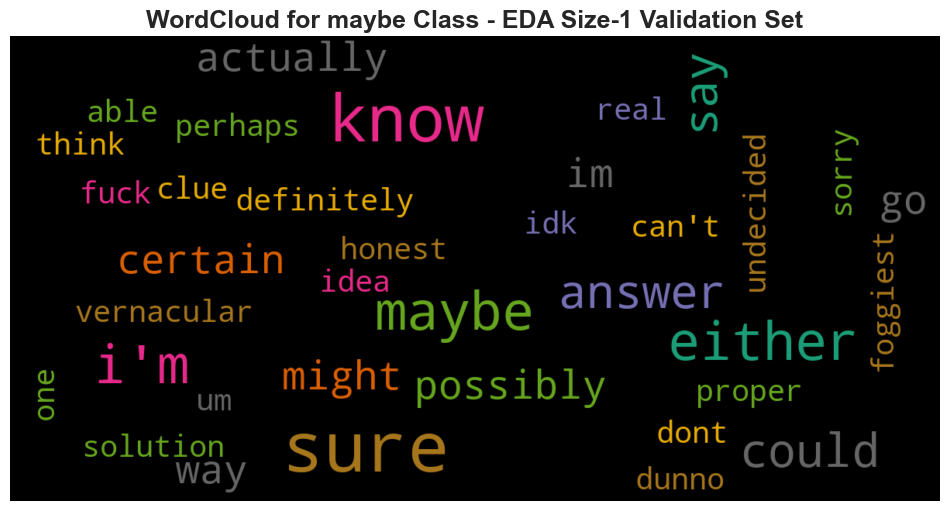 WordCloud for maybe Class - EDA Size-1 Validation Set
actually
say
able
know
real
perhaps
think
undecided
sorry
im
fuck
clue
definitely
go
idk
can't
honest
certain
foggiest
idea
answer
maybe
vernacular
either
i'm
might
possibly
proper
one
um
dont
sure
could
solution
way
dunno